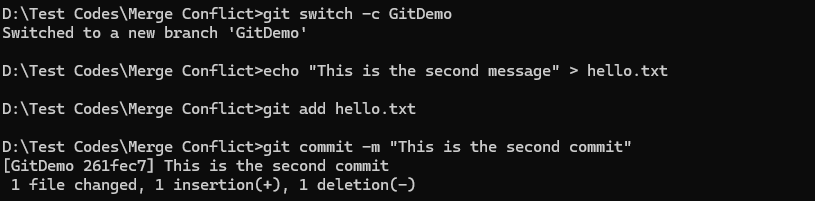 D:\Test Codes\Merge Conflict>git switch -c GitDemo
Switched to a new branch 'GitDemo'
D:\Test Codes\Merge Conflict>echo "This is the second message" > hello.txt
D:\Test Codes\Merge Conflict>git add hello.txt
D:\Test Codes\Merge Conflict>git commit -m "This is the second commit"
[GitDemo 261fec7] This is the second commit
 1 file changed, 1 insertion(+), 1 deletion(-)